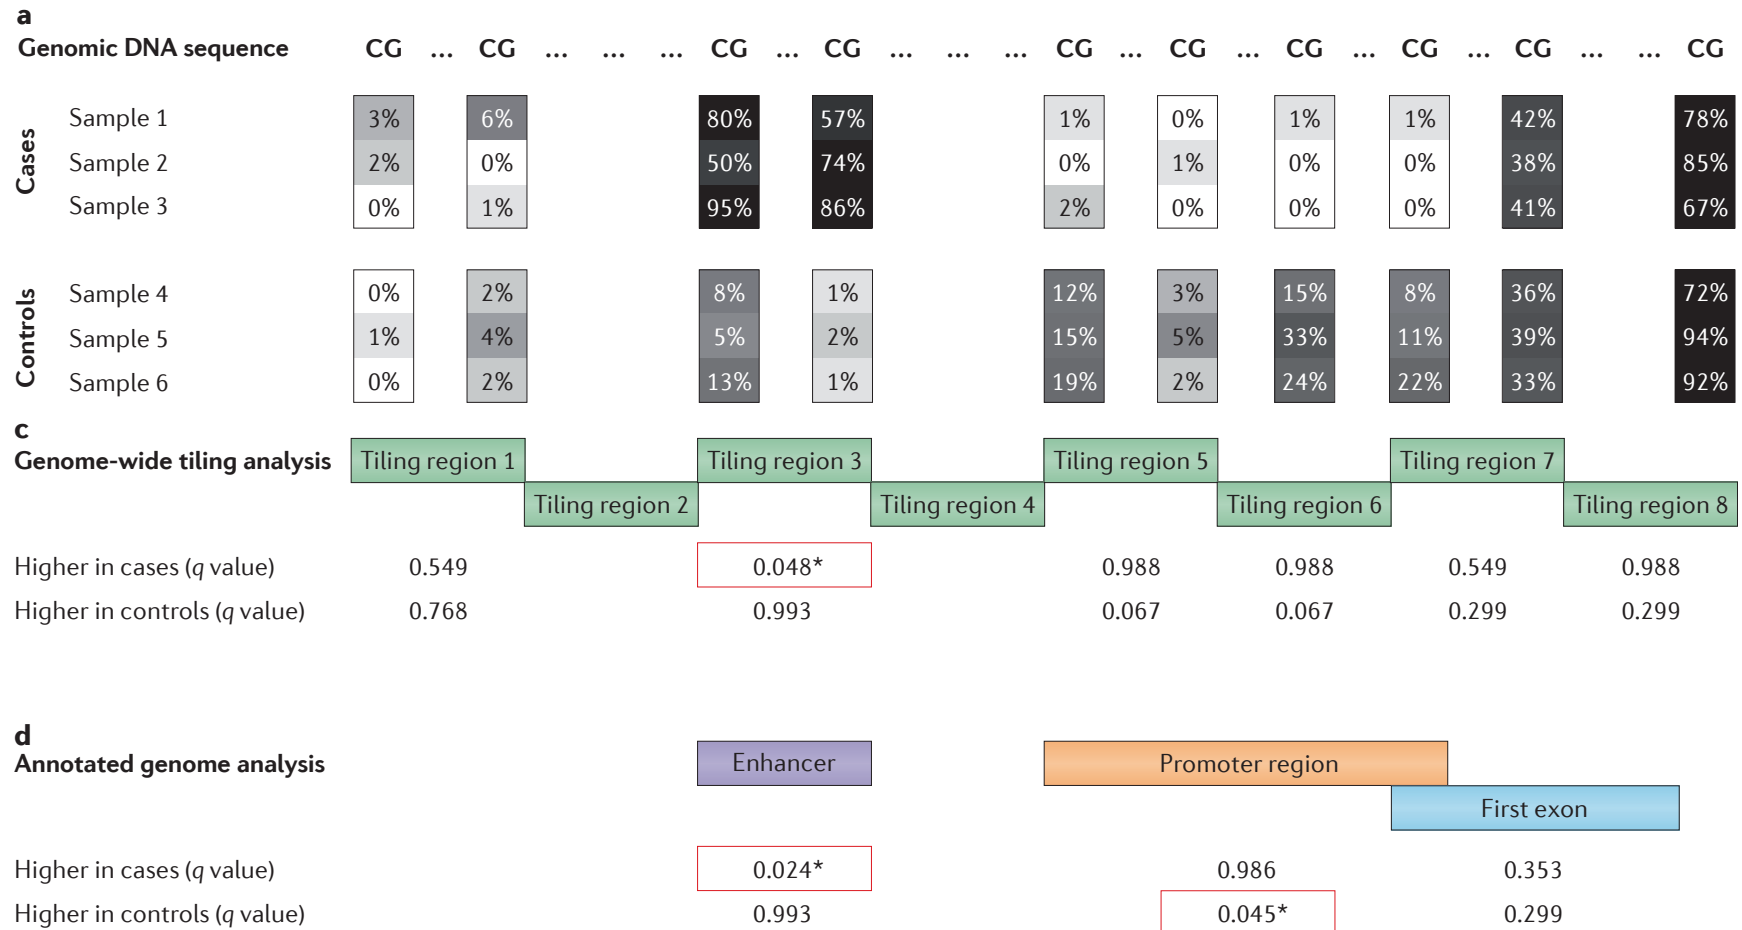 a
Genomic DNA sequence CG ... CG ... ... ... CG ... CG ... ... ... CG ... CG ... CG ... CG ... CG ... ... CG
Cases
Sample 1 3% 6% 80% 57% 1% 0% 1% 1% 42% 78%
Sample 2 2% 0% 50% 74% 0% 1% 0% 0% 38% 85%
Sample 3 0% 1% 95% 86% 2% 0% 0% 0% 41% 67%
Controls
Sample 4 0% 2% 8% 1% 12% 3% 15% 8% 36% 72%
Sample 5 1% 4% 5% 2% 15% 5% 33% 11% 39% 94%
Sample 6 0% 2% 13% 1% 19% 2% 24% 22% 33% 92%
c
Genome-wide tiling analysis Tiling region 1 Tiling region 3 Tiling region 5 Tiling region 7
Tiling region 2 Tiling region 4 Tiling region 6 Tiling region 8
Higher in cases (q value) 0.549 0.048* 0.988 0.988 0.549 0.988
Higher in controls (q value) 0.768 0.993 0.067 0.067 0.299 0.299
d
Annotated genome analysis Enhancer Promoter region
First exon
Higher in cases (q value) 0.024* 0.986 0.353
Higher in controls (q value) 0.993 0.045* 0.299